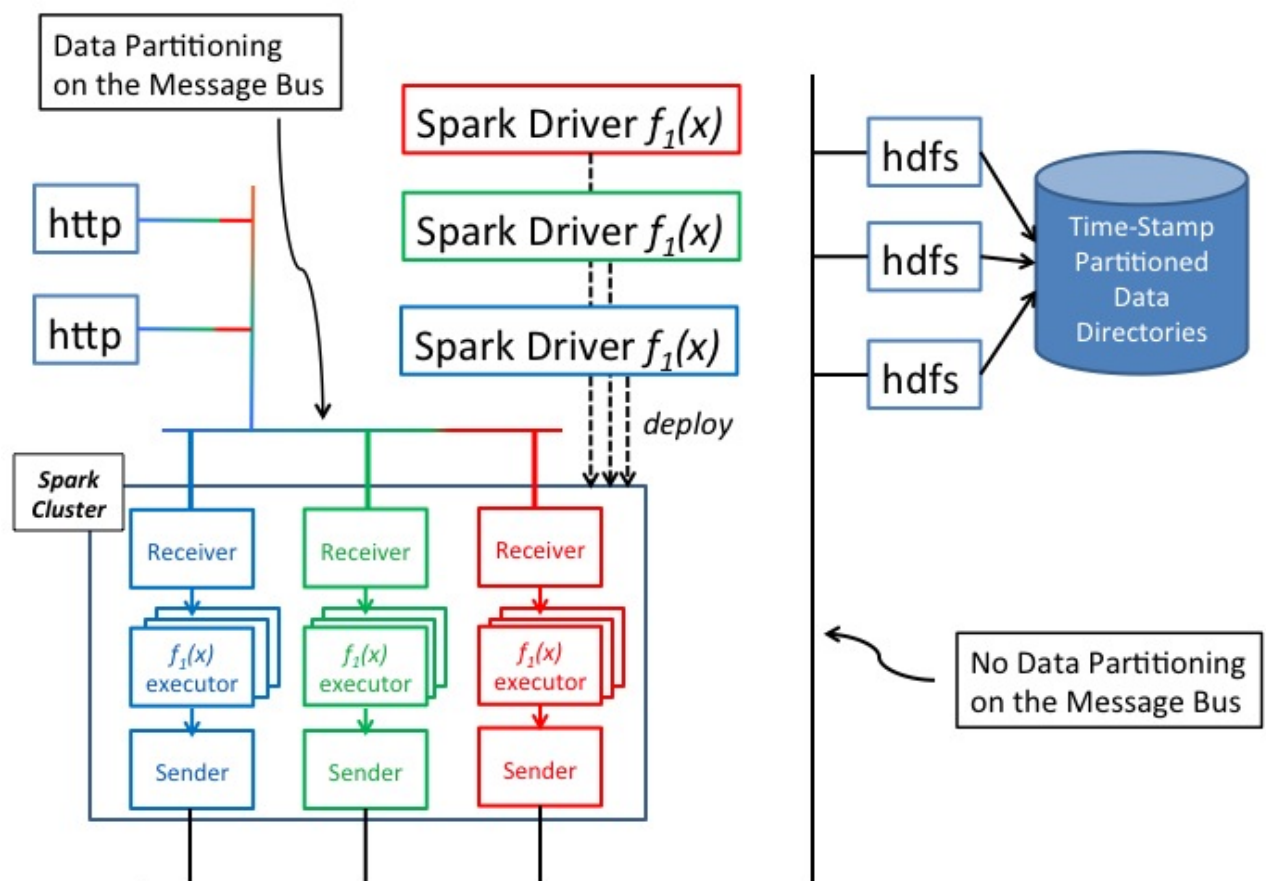 Data Partitioning
on the Message Bus
Spark Driver f₁(x)
Spark Driver f₁(x)
Spark Driver f₁(x)
http
http
deploy
Spark
Cluster
Receiver
Receiver
Receiver
f₁(x)
executor
f₁(x)
executor
f₁(x)
executor
Sender
Sender
Sender
hdfs
hdfs
hdfs
Time-Stamp
Partitioned
Data
Directories
No Data Partitioning
on the Message Bus